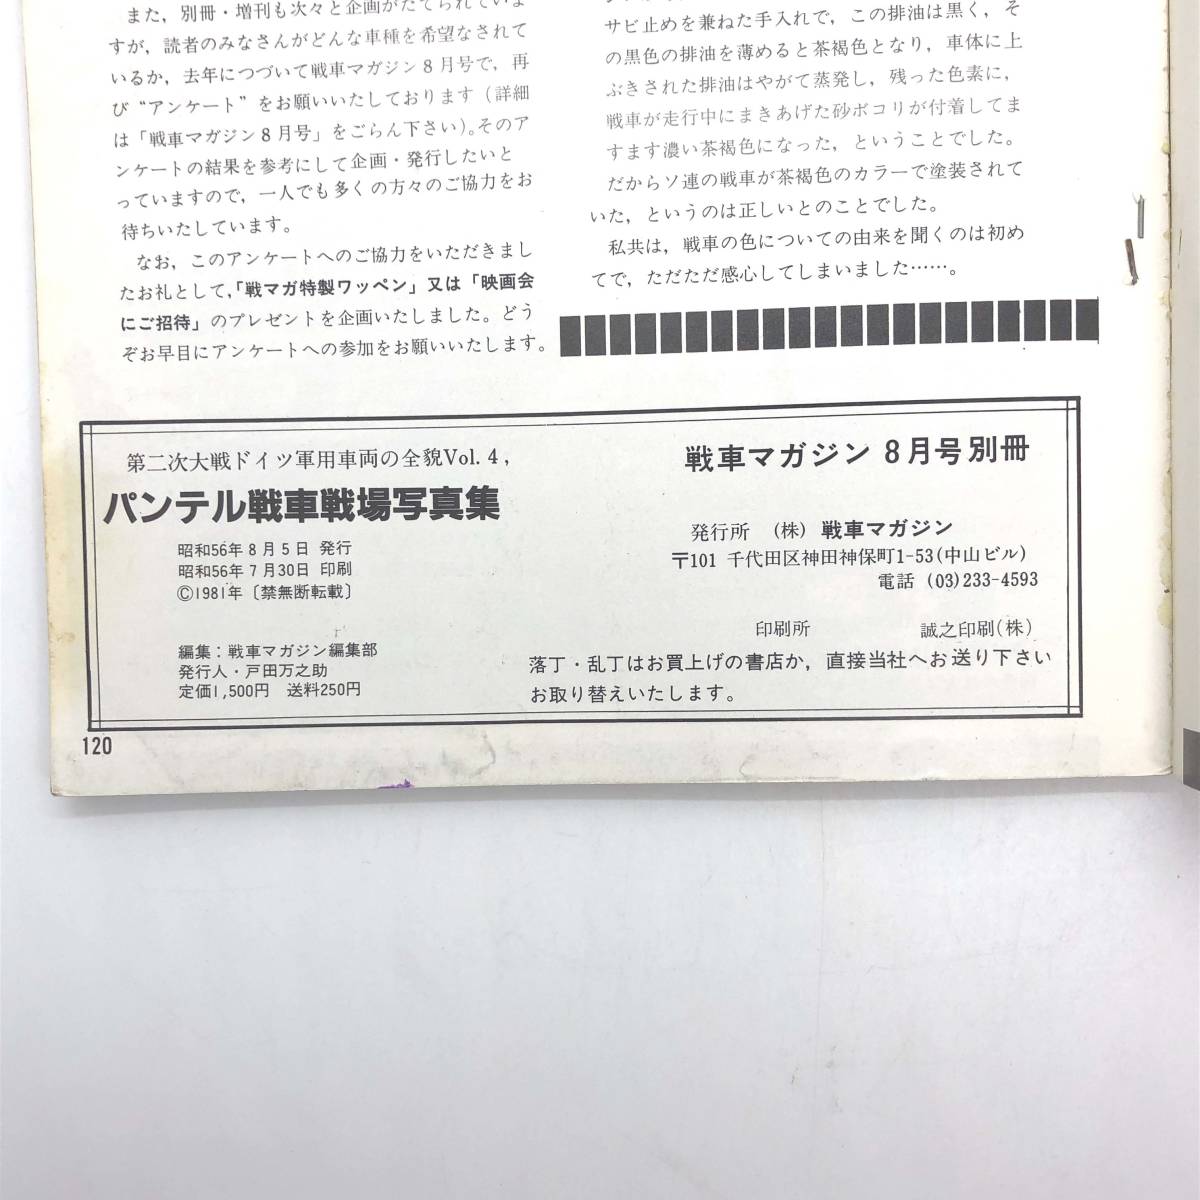 また，別冊・増刊も次々と企画がたてられていま
すが，読者のみなさんがどんな車種を希望なされて
いるか，去年につづいて戦車マガジン8月号で，再
び“アンケート”をお願いいたしております（詳細
は「戦車マガジン8月号」をごらん下さい）。そのア
ンケートの結果を参考にして企画・発行したいと
っていますので，一人でも多くの方々のご協力をお
待ちいたしています。
なお，このアンケートへのご協力をいただきまし
たお礼として，「戦マガ特製ワッペン」又は「映画会
にご招待」のプレゼントを企画いたしました。どう
ぞお早目にアンケートへの参加をお願いいたします。
サビ止めを兼ねた手入れで，この排油は黒く，そ
の黒色の排油を薄めると茶褐色となり，車体に上
ぶきされた排油はやがて蒸発し，残った色素に，
戦車が走行中にまきあげた砂ボコリが付着してま
すます濃い茶褐色になった，ということでした。
だからソ連の戦車が茶褐色のカラーで塗装されて
いた，というのは正しいとのことでした。
私共は，戦車の色についての由来を聞くのは初め
てで，ただただ感心してしまいました……。
第二次大戦ドイツ軍用車両の全貌Vol. 4，
パンテル戦車戦場写真集
昭和56年8月5日 発行
昭和56年7月30日 印刷
©1981年〔禁無断転載〕
編集：戦車マガジン編集部
発行人・戸田万之助
定価1,500円 送料250円
戦車マガジン 8月号別冊
発行所 （株）戦車マガジン
〒101 千代田区神田神保町1-53(中山ビル)
電話 (03)233-4593
印刷所 誠之印刷(株)
落丁・乱丁はお買上げの書店か，直接当社へお送り下さい
お取り替えいたします。
120